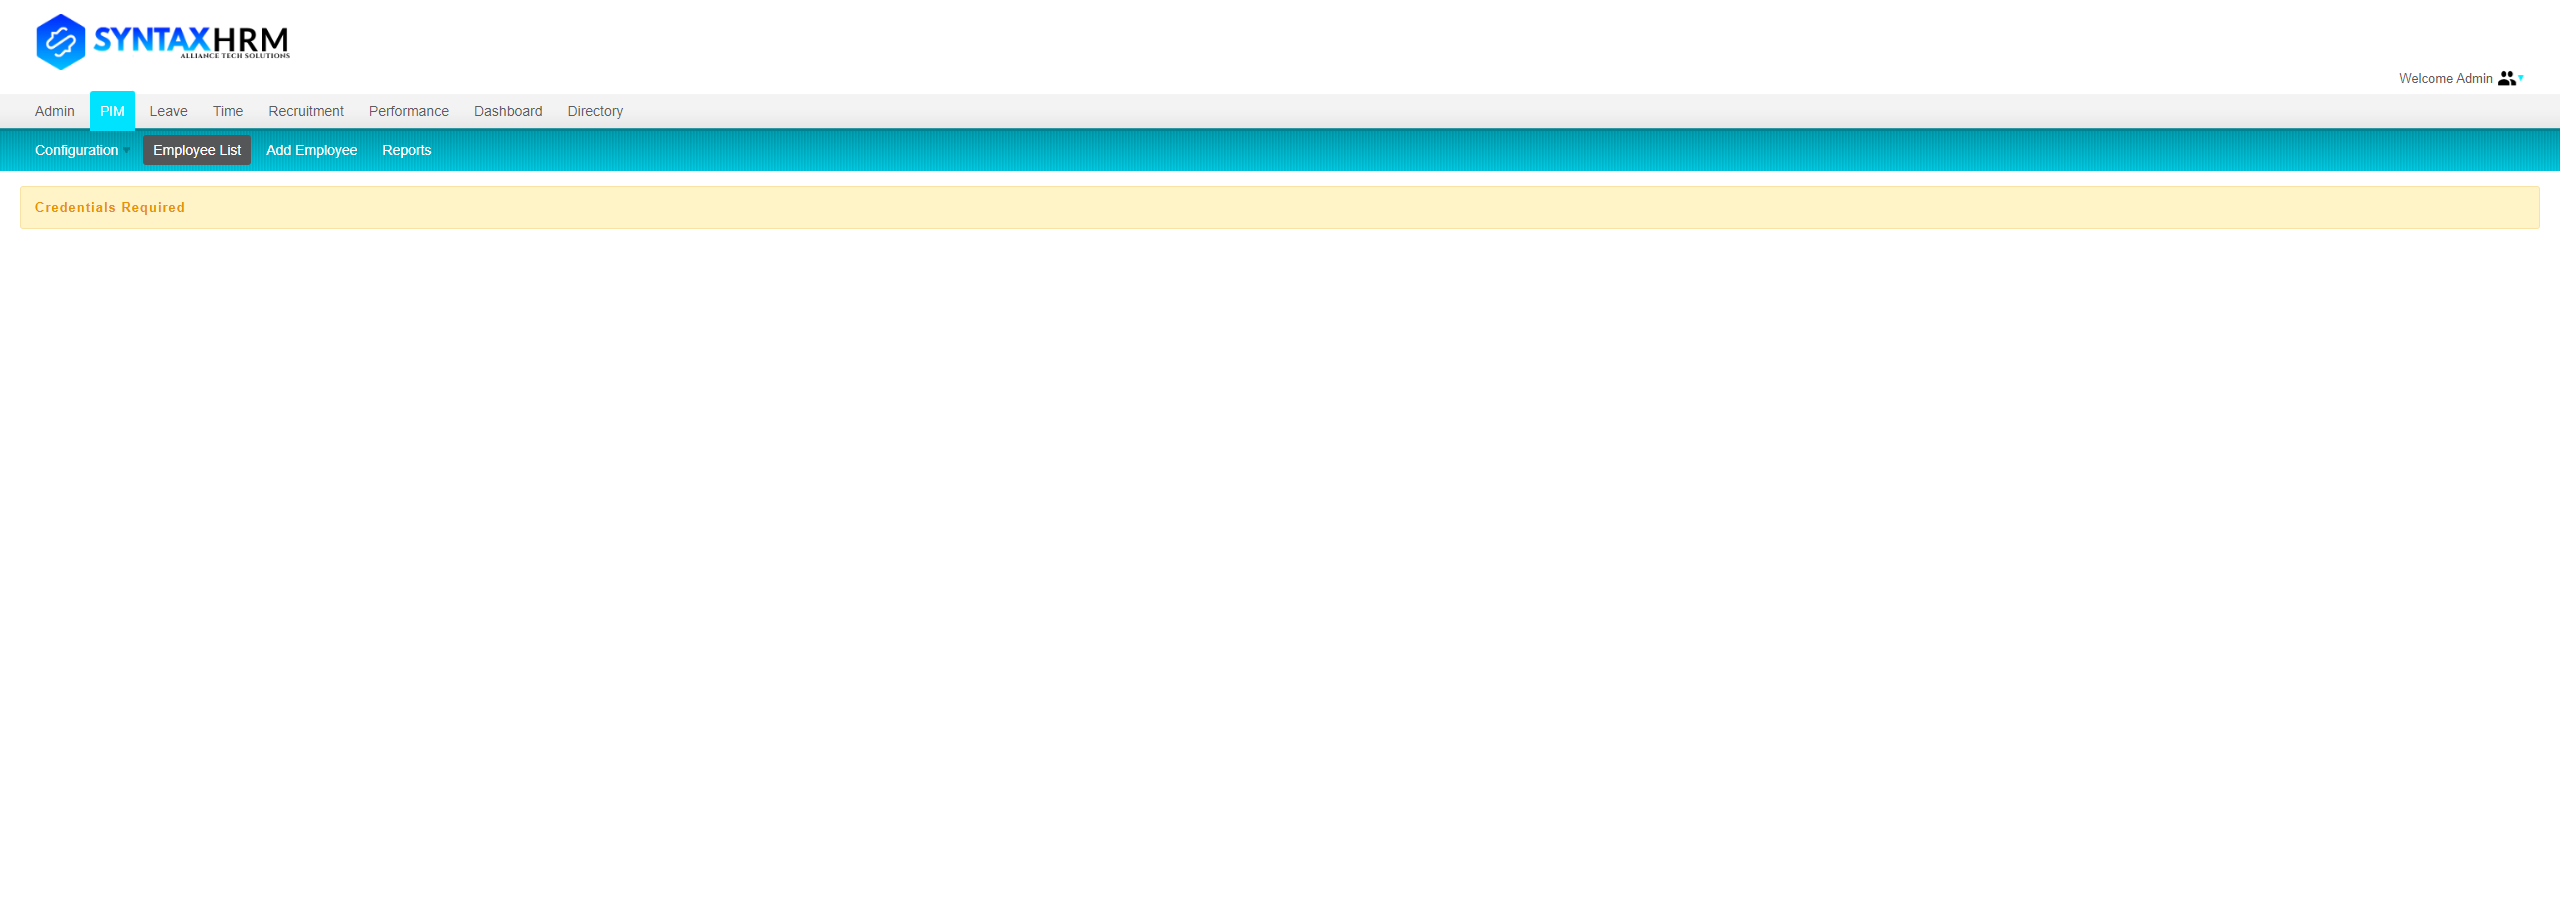 SYNTAXHRM
ALLIANCE TECH SOLUTIONS
Welcome Admin
Admin PIM Leave Time Recruitment Performance Dashboard Directory
Configuration Employee List Add Employee Reports
Credentials Required